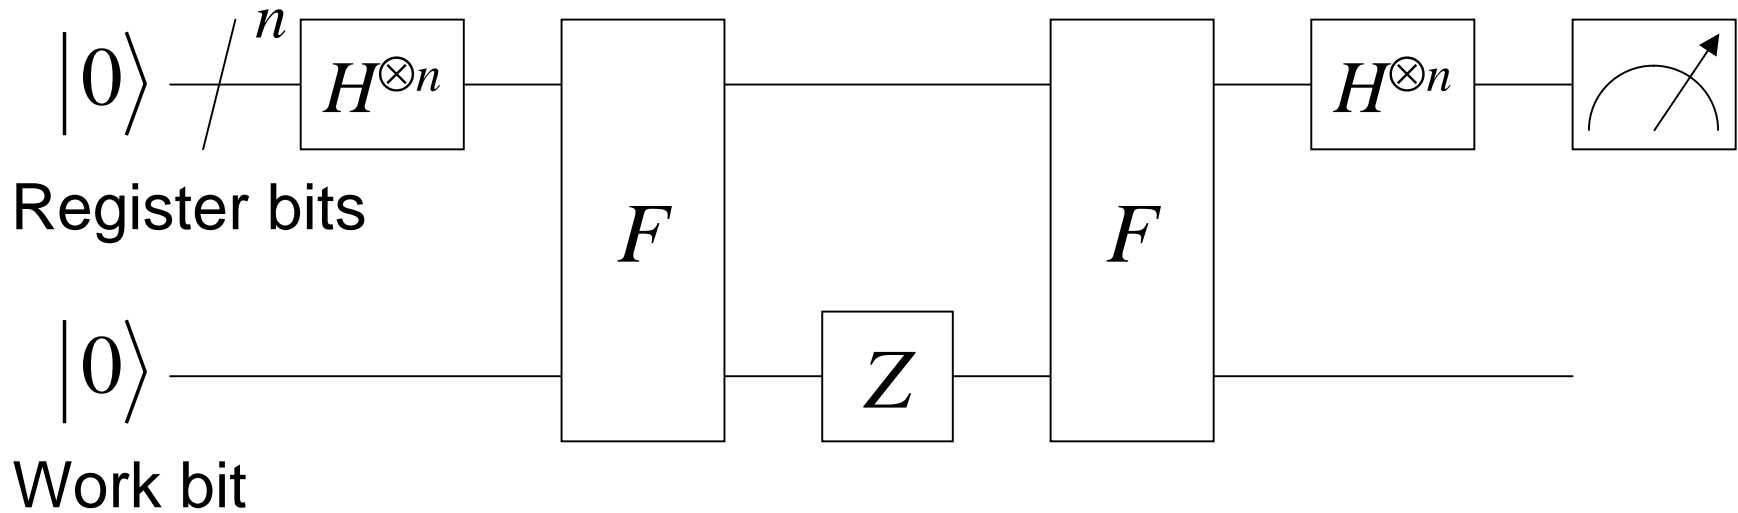 n
|0⟩ H⊗n F F H⊗n
Register bits
|0⟩ Z
Work bit